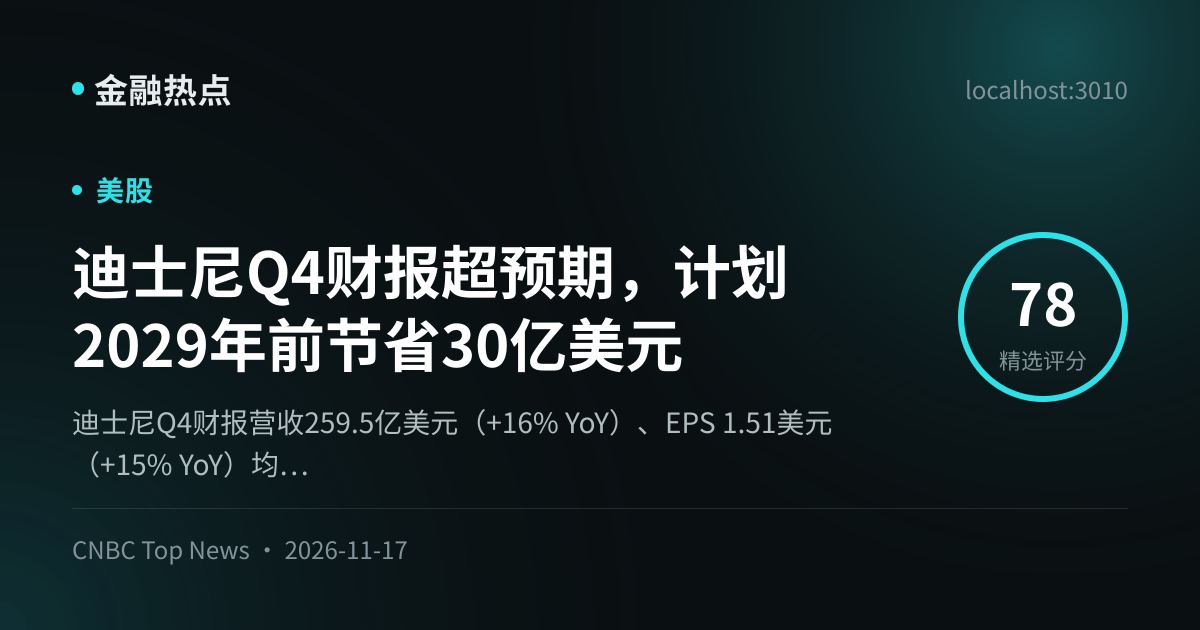 金融热点
localhost:3010
美股
迪士尼Q4财报超预期，计划
2029年前节省30亿美元
78
精选评分
迪士尼Q4财报营收259.5亿美元（+16% YoY）、EPS 1.51美元
（+15% YoY）均…
CNBC Top News · 2026-11-17